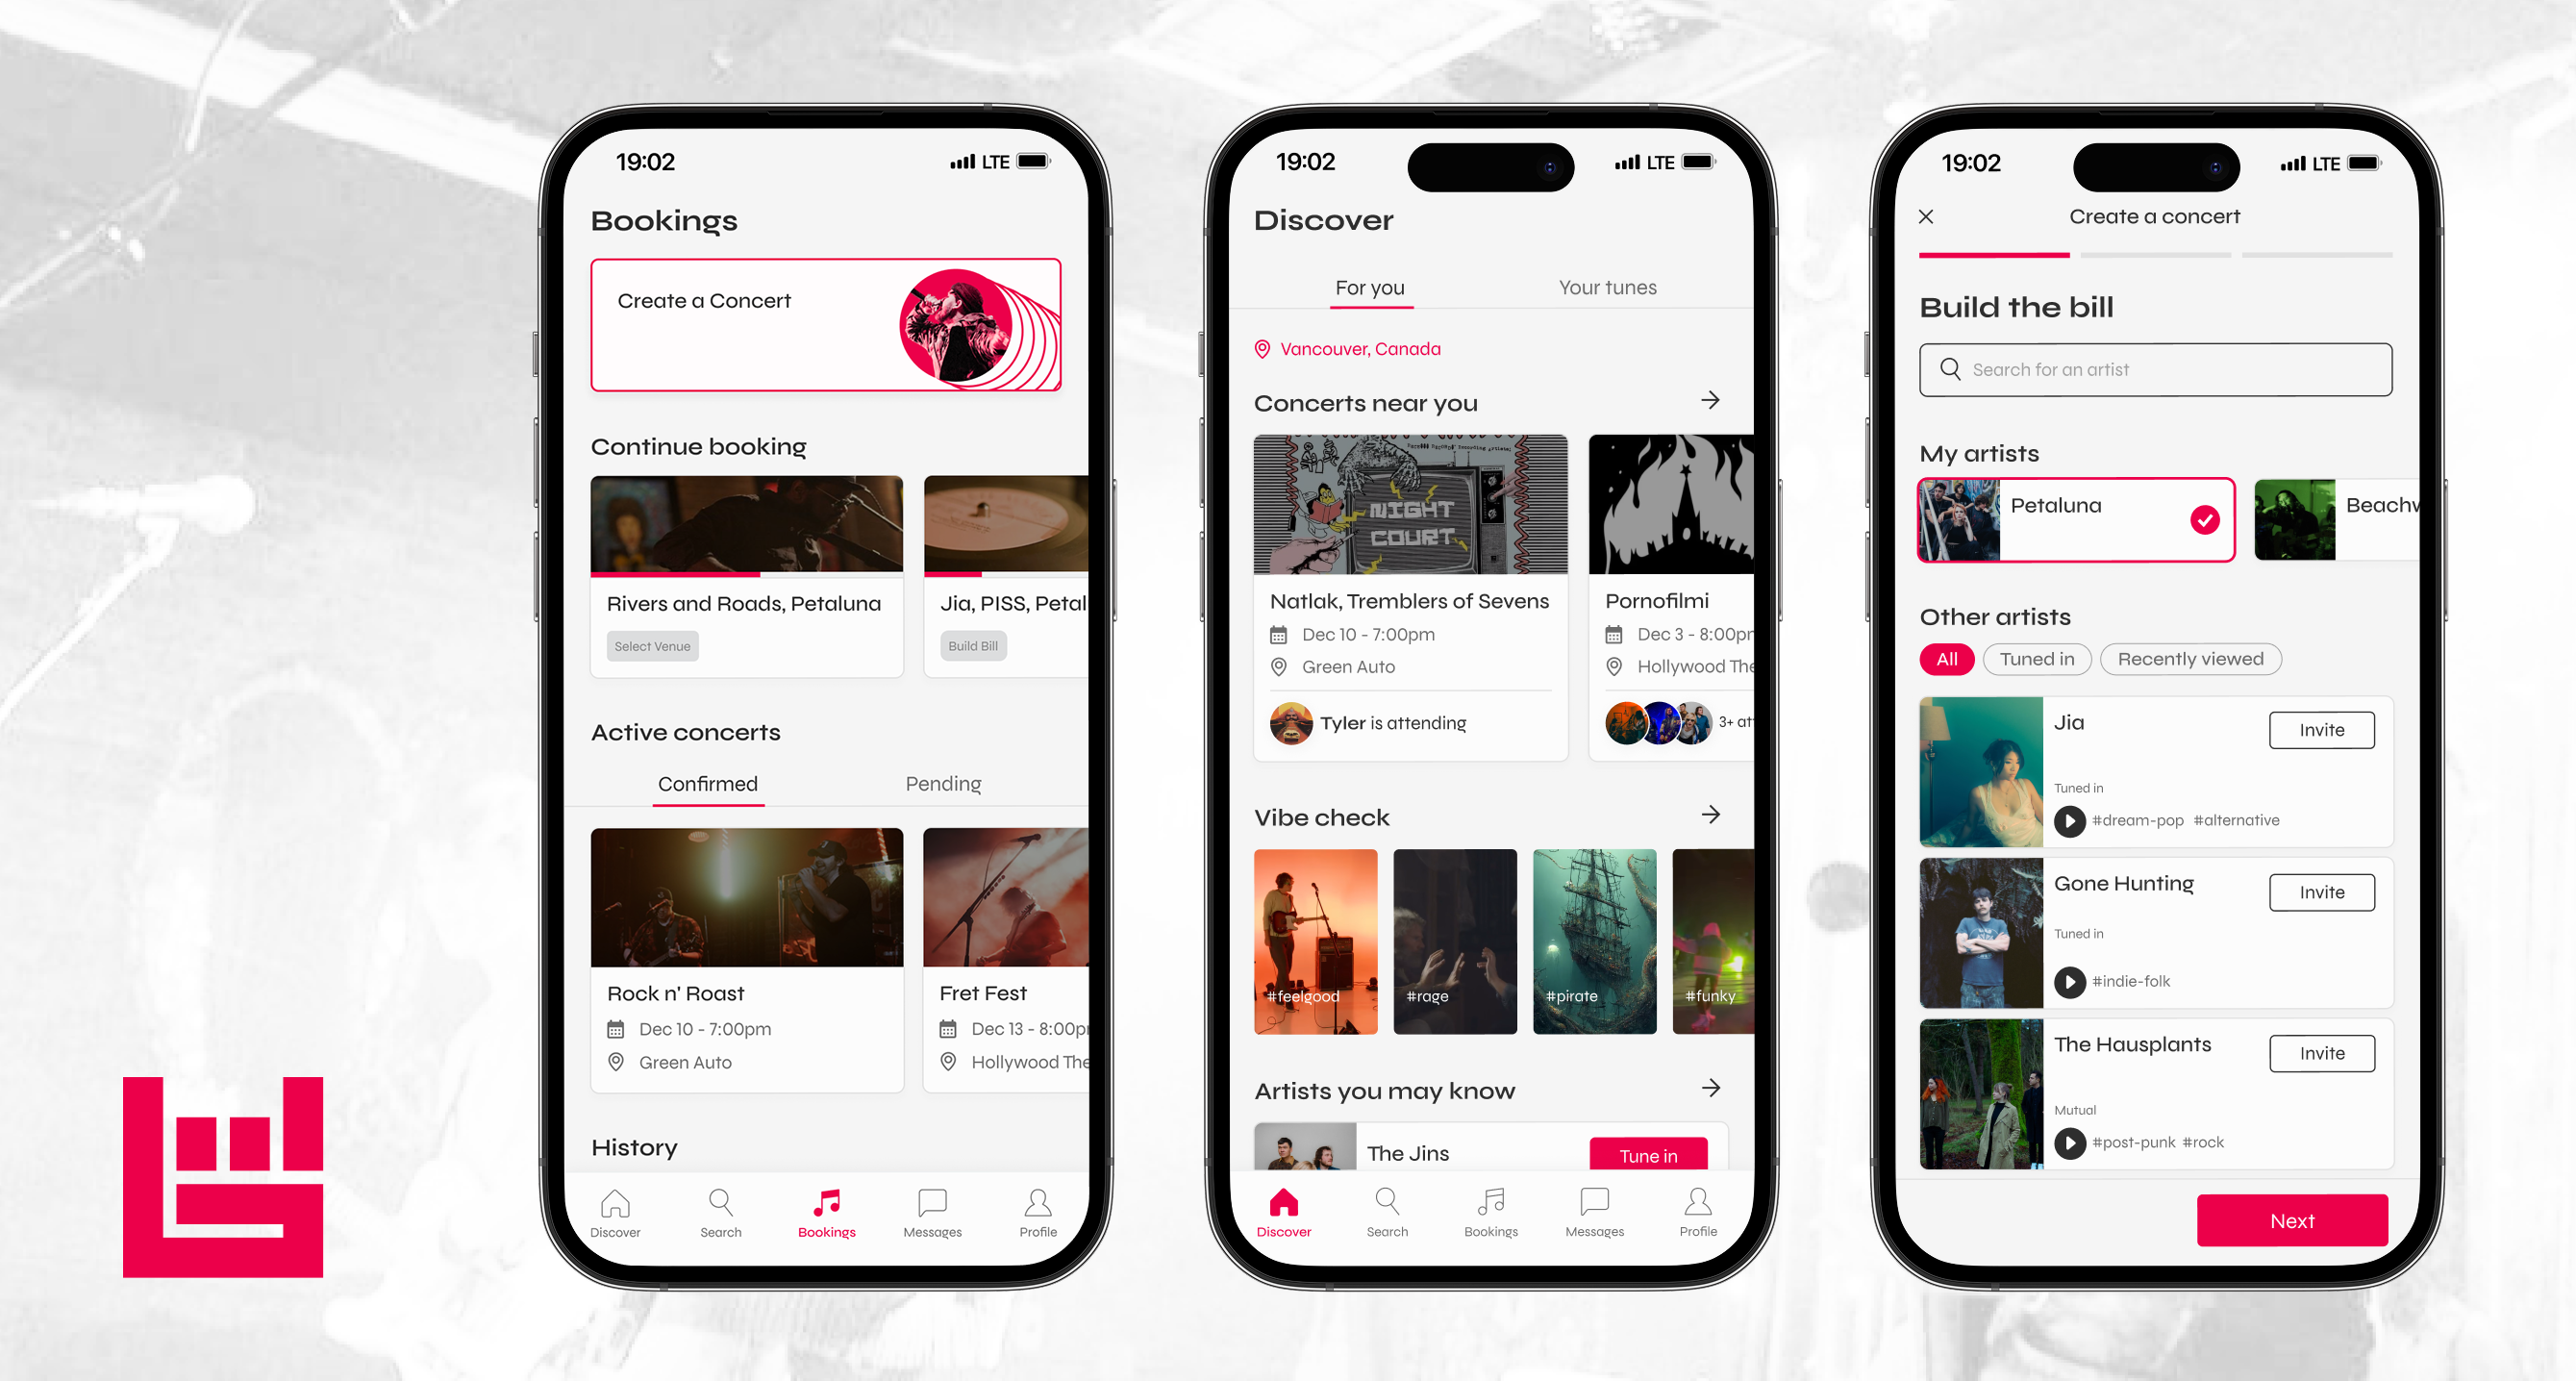 19:02
LTE
Bookings
Create a Concert
Continue booking
Rivers and Roads, Petaluna
Select Venue
Jia, PISS, Petal
Build Bill
Active concerts
Confirmed
Pending
Rock n' Roast
Dec 10 - 7:00pm
Green Auto
Fret Fest
Dec 13 - 8:00p
Hollywood The
History
Discover
Search
Bookings
Messages
Profile
19:02
LTE
Discover
For you
Your tunes
Vancouver, Canada
Concerts near you
NIGHT
COURT
Natlak, Tremblers of Sevens
Dec 10 - 7:00pm
Green Auto
Tyler is attending
Pornofilmi
Dec 3 - 8:00pm
Hollywood The
3+ at
Vibe check
#feelgood
#rage
#pirate
#funky
Artists you may know
The Jins
Tune in
Discover
Search
Bookings
Messages
Profile
19:02
LTE
Create a concert
Build the bill
Search for an artist
My artists
Petaluna
Beachw
Other artists
All
Tuned in
Recently viewed
Jia
Invite
Tuned in
#dream-pop #alternative
Gone Hunting
Invite
Tuned in
#indie-folk
The Hausplants
Invite
Mutual
#post-punk #rock
Next